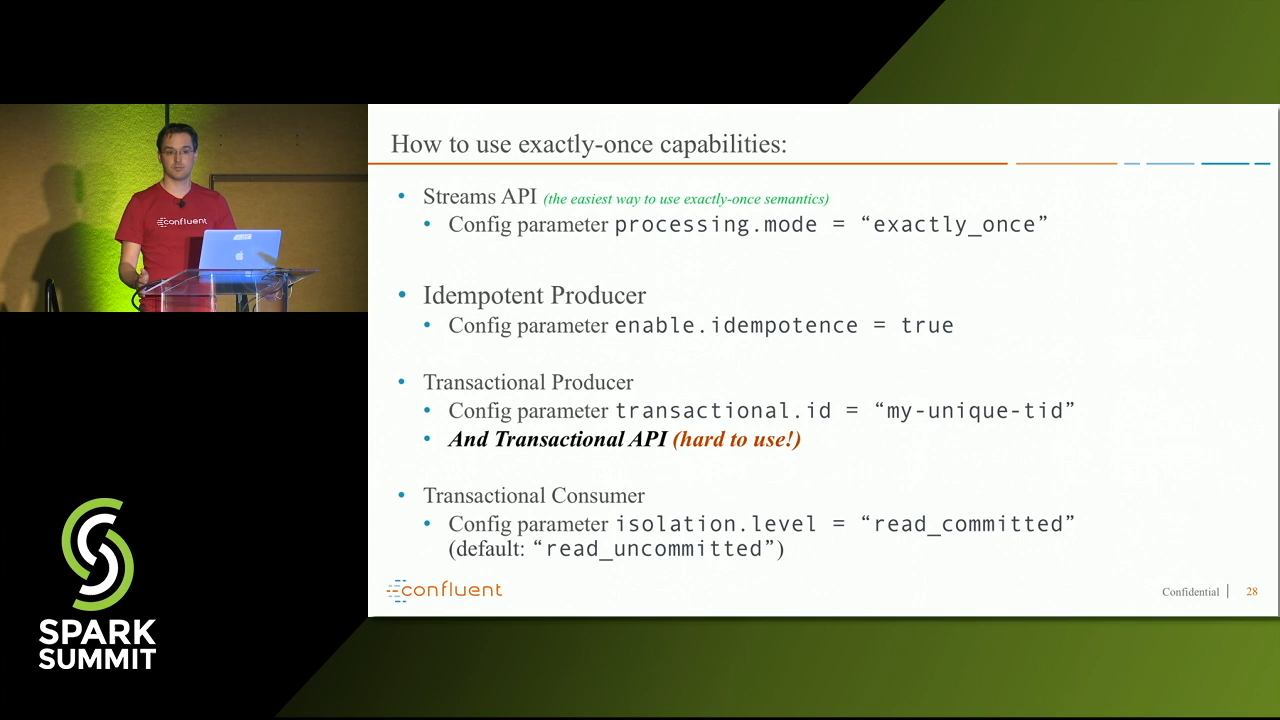 confluent
How to use exactly-once capabilities:
• Streams API (the easiest way to use exactly-once semantics)
• Config parameter processing.mode = “exactly_once”
• Idempotent Producer
• Config parameter enable.idempotence = true
• Transactional Producer
• Config parameter transactional.id = “my-unique-tid”
• And Transactional API (hard to use!)
• Transactional Consumer
• Config parameter isolation.level = “read_committed”
(default: “read_uncommitted”)
confluent
Confidential | 28
SPARK
SUMMIT